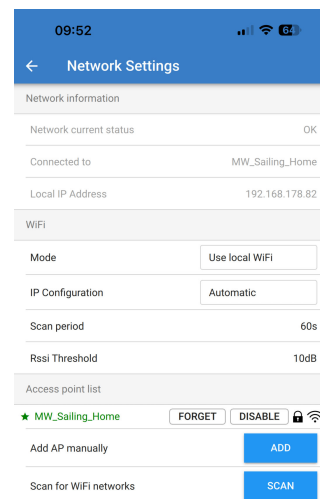 09:52
64
Network Settings
Network information
Network current status OK
Connected to MW_Sailing_Home
Local IP Address 192.168.178.82
WiFi
Mode Use local WiFi
IP Configuration Automatic
Scan period 60s
Rssi Threshold 10dB
Access point list
MW_Sailing_Home FORGET DISABLE
Add AP manually ADD
Scan for WiFi networks SCAN